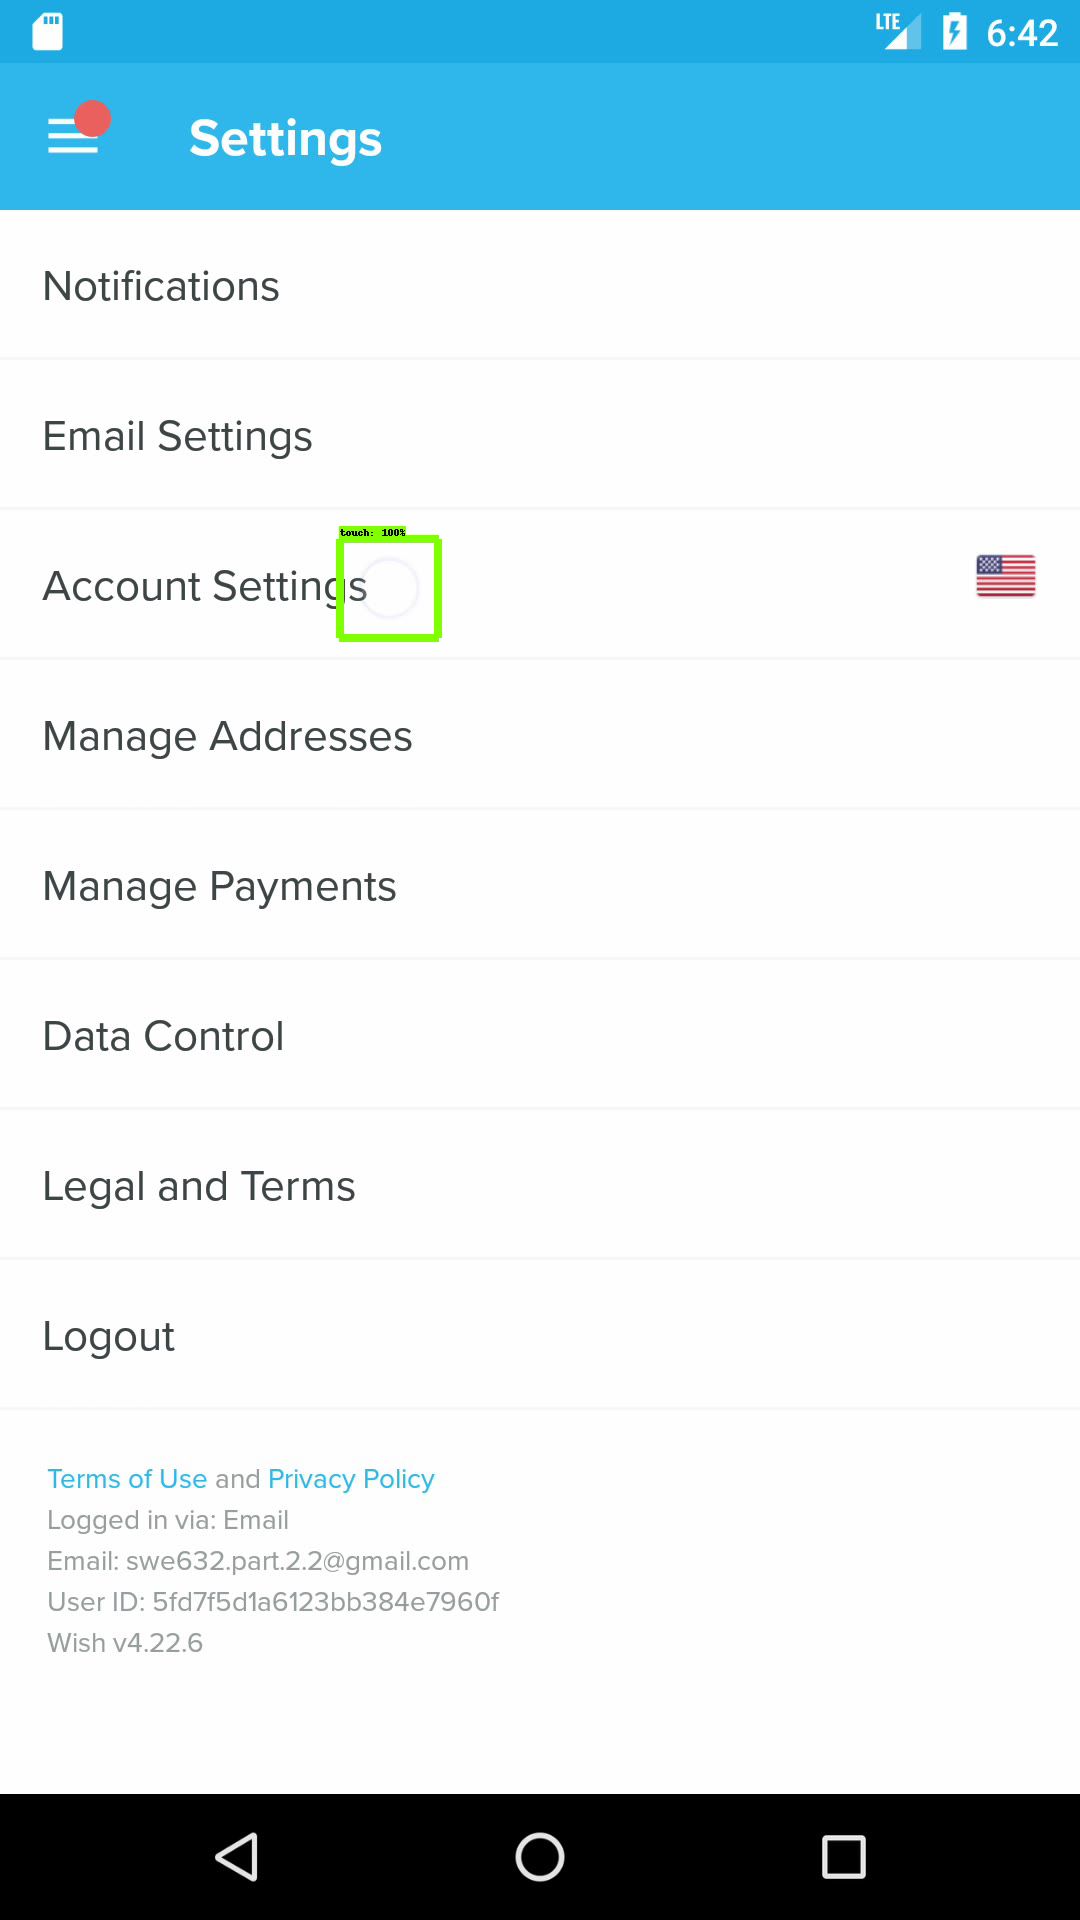 LTE 6:42
Settings
Notifications
Email Settings
touch: 100%
Account Settings
Manage Addresses
Manage Payments
Data Control
Legal and Terms
Logout
Terms of Use and Privacy Policy
Logged in via: Email
Email: swe632.part.2.2@gmail.com
User ID: 5fd7f5d1a6123bb384e7960f
Wish v4.22.6